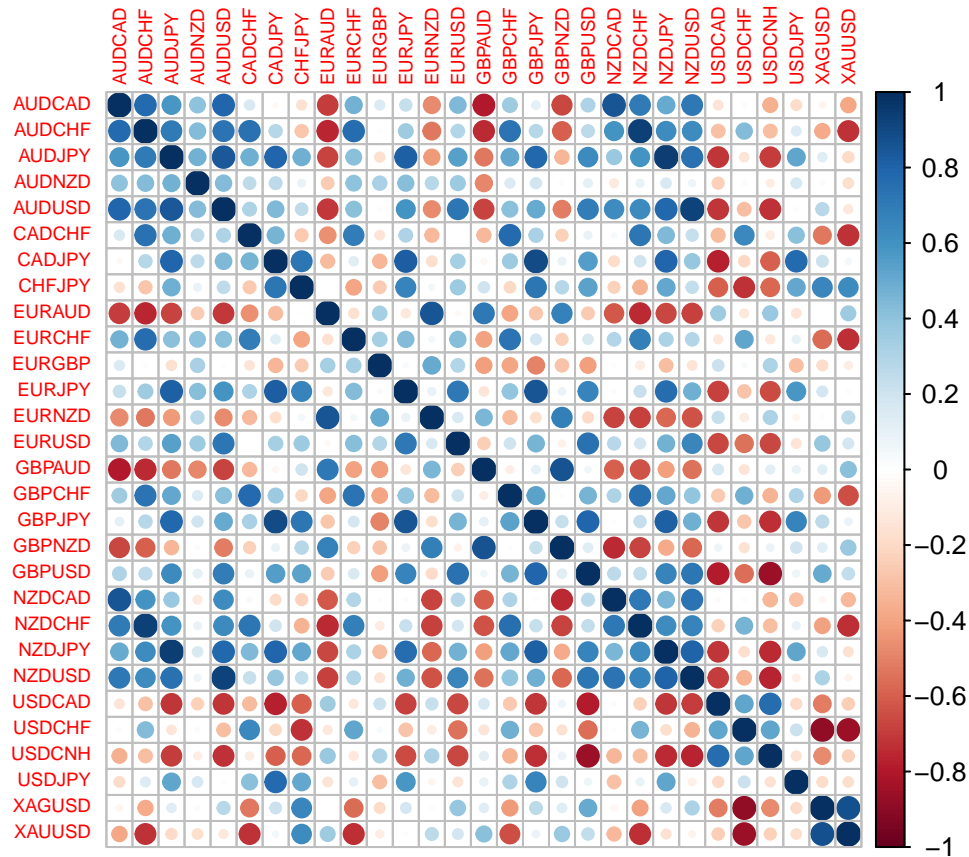 AUDCAD AUDCHF AUDJPY AUDNZD AUDUSD CADCHF CADJPY CHFJPY EURAUD EURCHF EURGBP EURJPY EURNZD EURUSD GBPAUD GBPCHF GBPJPY GBPNZD GBPUSD NZDCAD NZDCHF NZDJPY NZDUSD USDCAD USDCHF USDCNH USDJPY XAGUSD XAUUSD
AUDCAD
AUDCHF
AUDJPY
AUDNZD
AUDUSD
CADCHF
CADJPY
CHFJPY
EURAUD
EURCHF
EURGBP
EURJPY
EURNZD
EURUSD
GBPAUD
GBPCHF
GBPJPY
GBPNZD
GBPUSD
NZDCAD
NZDCHF
NZDJPY
NZDUSD
USDCAD
USDCHF
USDCNH
USDJPY
XAGUSD
XAUUSD
1
0.8
0.6
0.4
0.2
0
−0.2
−0.4
−0.6
−0.8
−1